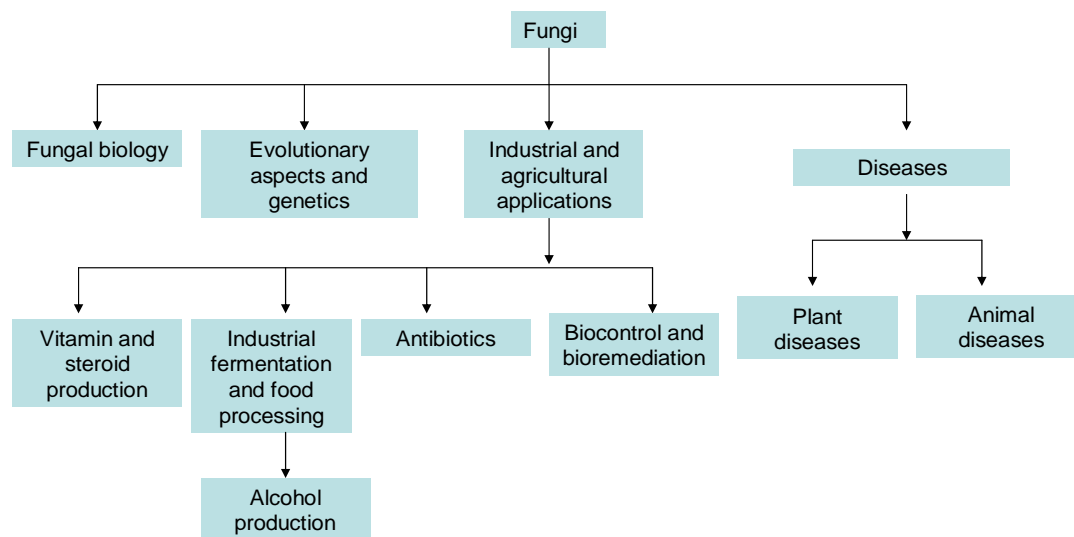 Fungi
Fungal biology
Evolutionary
aspects and
genetics
Industrial and
agricultural
applications
Diseases
Vitamin and
steroid
production
Industrial
fermentation
and food
processing
Antibiotics
Biocontrol and
bioremediation
Plant
diseases
Animal
diseases
Alcohol
production